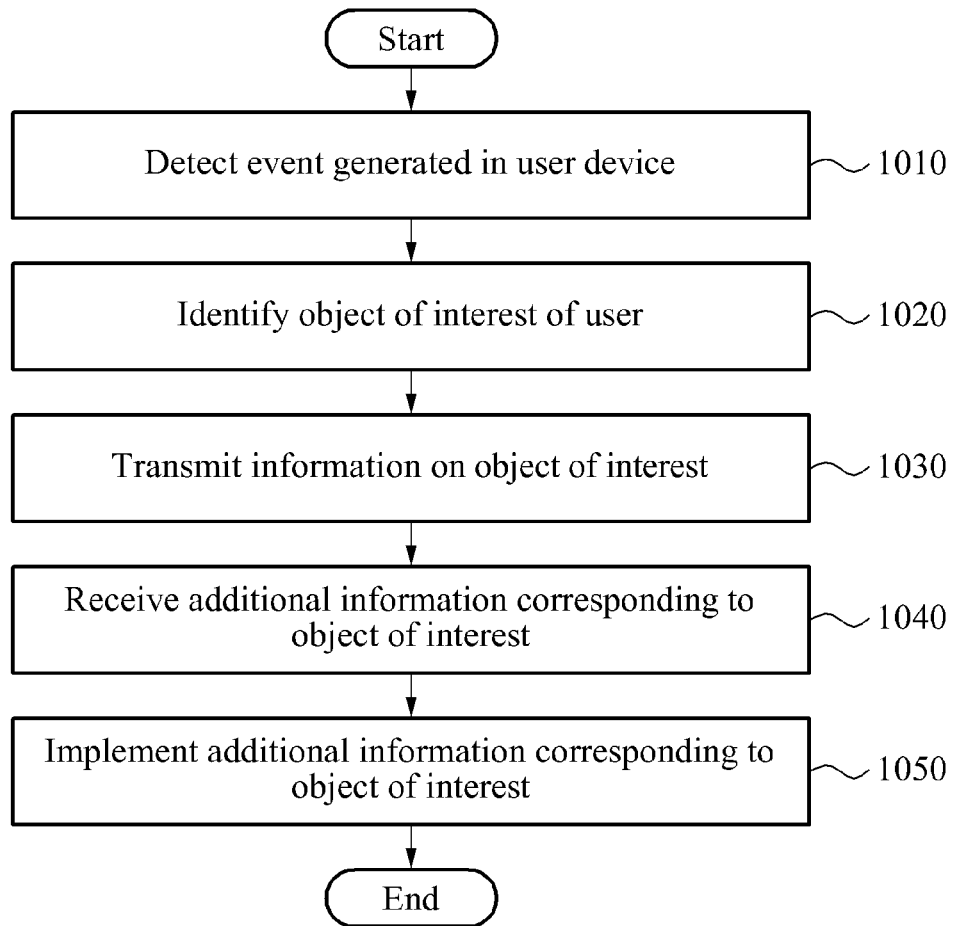 Start
Detect event generated in user device
1010
Identify object of interest of user
1020
Transmit information on object of interest
1030
Receive additional information corresponding to
object of interest
1040
Implement additional information corresponding to
object of interest
1050
End